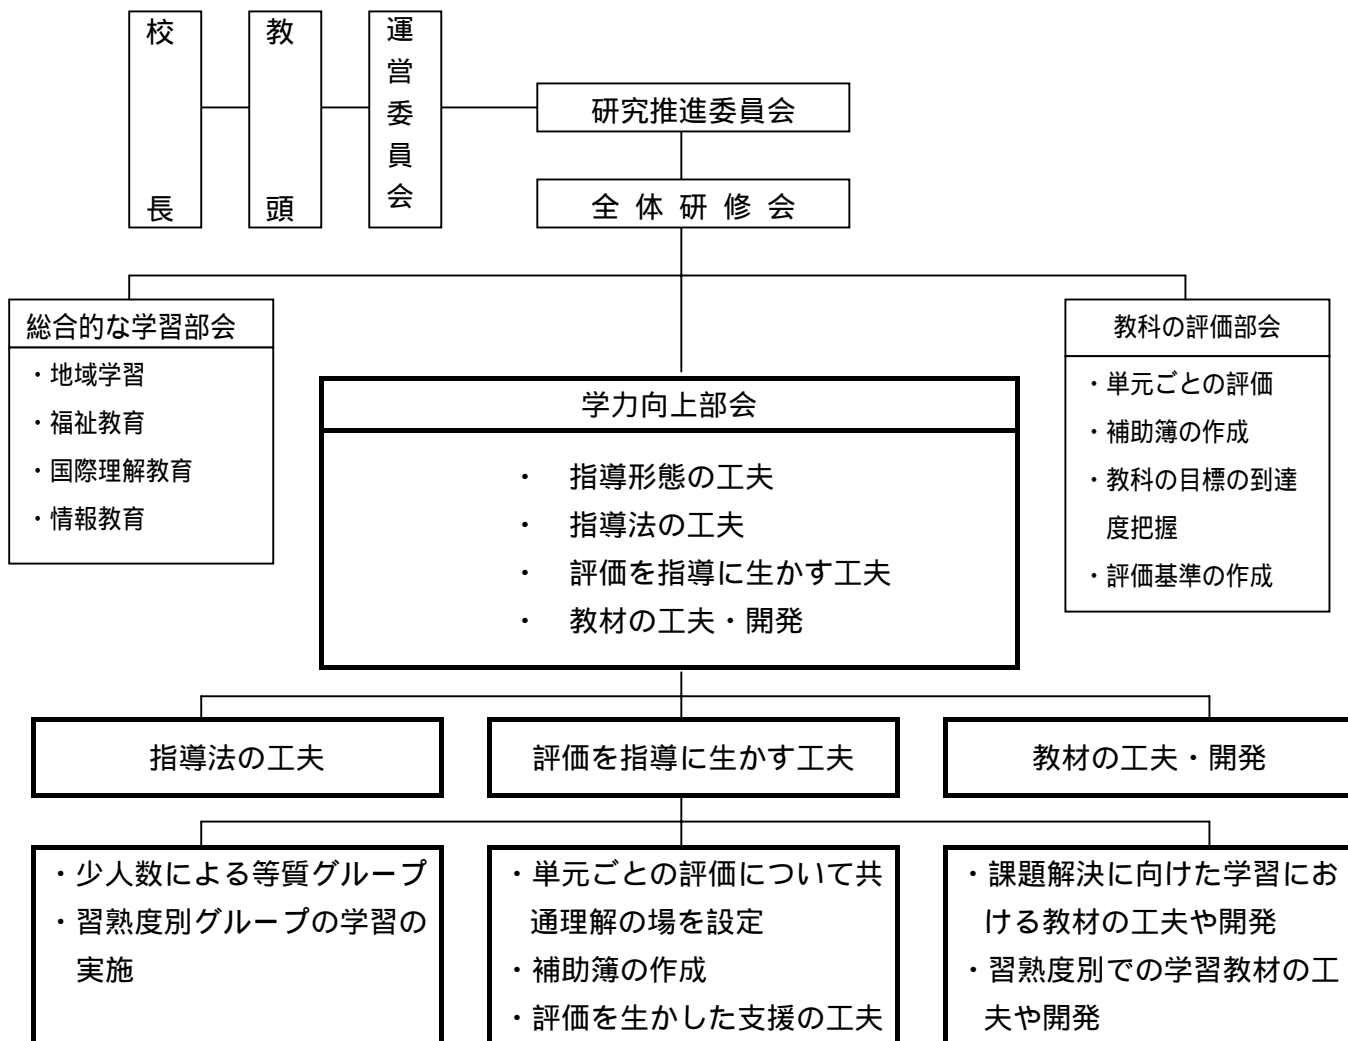 校長
教頭
運営委員会
研究推進委員会
全体研修会
総合的な学習部会
・地域学習
・福祉教育
・国際理解教育
・情報教育
学力向上部会
・　指導形態の工夫
・　指導法の工夫
・　評価を指導に生かす工夫
・　教材の工夫・開発
教科の評価部会
・単元ごとの評価
・補助簿の作成
・教科の目標の到達
度把握
・評価基準の作成
指導法の工夫
評価を指導に生かす工夫
教材の工夫・開発
・少人数による等質グループ
・習熟度別グループの学習の
実施
・単元ごとの評価について共
通理解の場を設定
・補助簿の作成
・評価を生かした支援の工夫
・課題解決に向けた学習にお
ける教材の工夫や開発
・習熟度別での学習教材の工
夫や開発